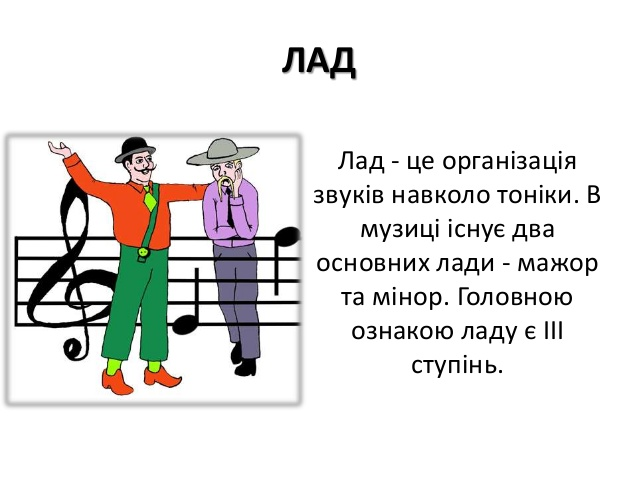 ЛАД
Лад - це організація
звуків навколо тоніки. В
музиці існує два
основних лади - мажор
та мінор. Головною
ознакою ладу є III
ступінь.